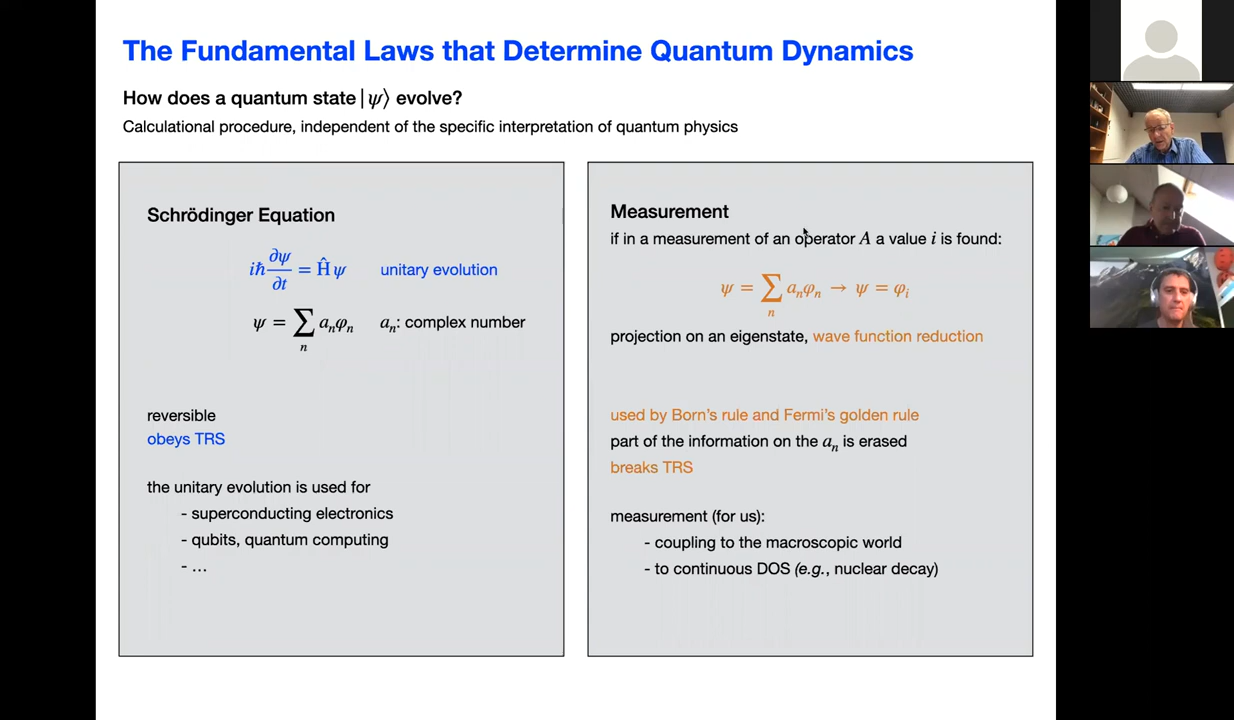 The Fundamental Laws that Determine Quantum Dynamics
How does a quantum state |ψ⟩ evolve?
Calculational procedure, independent of the specific interpretation of quantum physics
Schrödinger Equation
iℏ ∂ψ/∂t = Ĥ ψ unitary evolution
ψ = ∑ₙ aₙφₙ aₙ: complex number
reversible
obeys TRS
the unitary evolution is used for
- superconducting electronics
- qubits, quantum computing
- ...
Measurement
if in a measurement of an operator A a value i is found:
ψ = ∑ₙ aₙφₙ → ψ = φᵢ
projection on an eigenstate, wave function reduction
used by Born's rule and Fermi's golden rule
part of the information on the aₙ is erased
breaks TRS
measurement (for us):
- coupling to the macroscopic world
- to continuous DOS (e.g., nuclear decay)